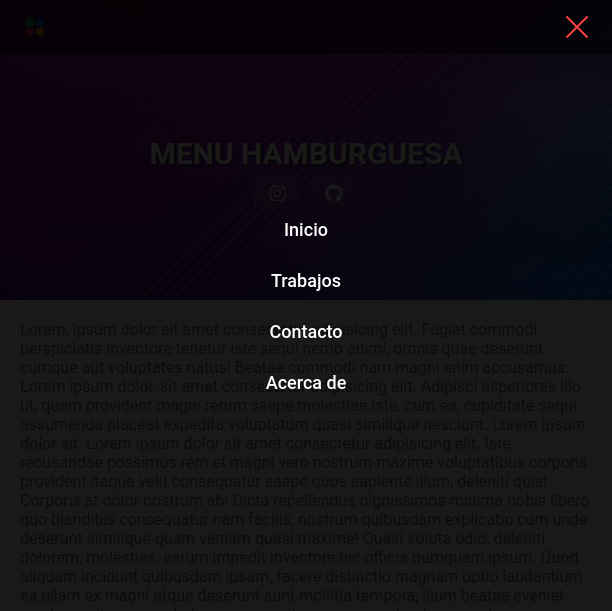 MENU HAMBURGUESA
Inicio
Trabajos
Lorem, ipsum dolor sit amet adipisicing elit. Fugiat commodi
Contacto
perspiciatis inventore tenetur iste sequi nemo animi, omnis quae deserunt
cumque aut voluptates natus! Beatae commodi nam magni enim accusamus.
Acerca de
Lorem ipsum dolor, sit amet adipisicing elit. Adipisci asperiores illo
ut, quam provident magni rerum saepe molestiae iste, cum ea, cupiditate sequi
assumenda placeat expedita voluptatum quasi similique nesciunt. Lorem ipsum
dolor sit. Lorem ipsum dolor sit amet consectetur adipisicing elit. Iste
recusandae possimus rem et magni vero nostrum maxime voluptatibus corporis
provident itaque velit consequatur saepe quos sapiente illum, deleniti quis!
Corporis at dolor nostrum ab! Dicta repellendus dignissimos minima nobis libero
quo blanditiis consequatur nam facilis, nostrum quibusdam explicabo cum unde
deserunt similique quam veniam quasi maxime! Quasi soluta odio, deleniti
dolorem, molestias, earum impedit inventore hic officia numquam ipsum. Quod
aliquam incidunt quibusdam ipsam, facere distinctio magnam optio laudantium
ea ullam ex magni atque deserunt sunt mollitia tempora, illum beatae eveniet